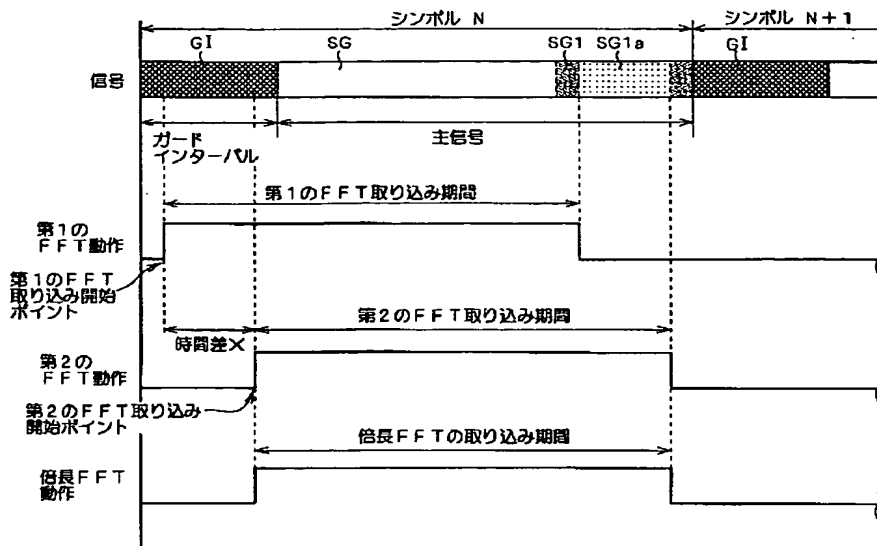 シンボル N
シンボル N+1
GI
SG
SG1
SG1a
GI
信号
ガード
インターバル
主信号
第1のFFT取り込み期間
第1の
FFT動作
第1のFFT
取り込み開始
ポイント
第2のFFT取り込み期間
時間差X
第2の
FFT動作
第2のFFT取り込み
開始ポイント
倍長FFTの取り込み期間
倍長FFT
動作